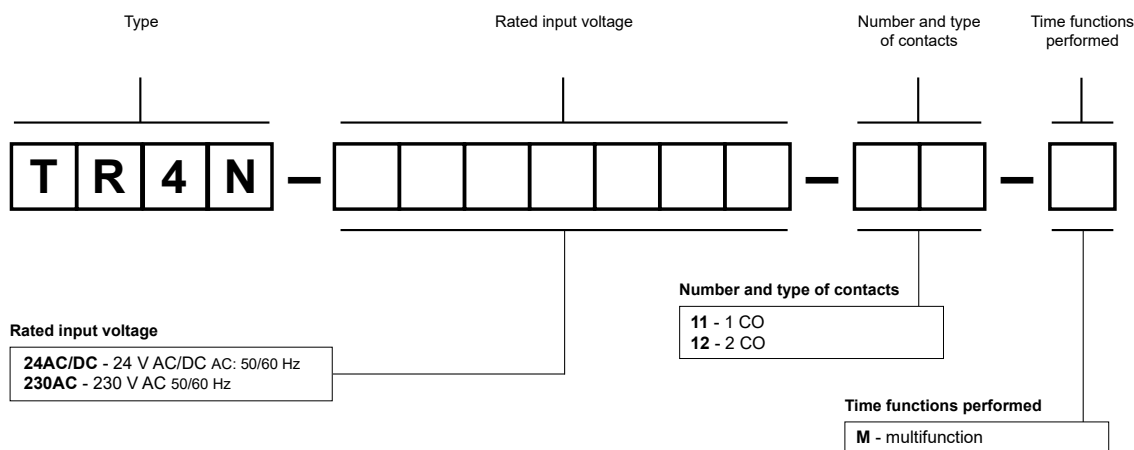 Type
Rated input voltage
Number and type
of contacts
Time functions
performed
T R 4 N – – –
Number and type of contacts
11 - 1 CO
12 - 2 CO
Rated input voltage
24AC/DC - 24 V AC/DC AC: 50/60 Hz
230AC - 230 V AC 50/60 Hz
Time functions performed
M - multifunction